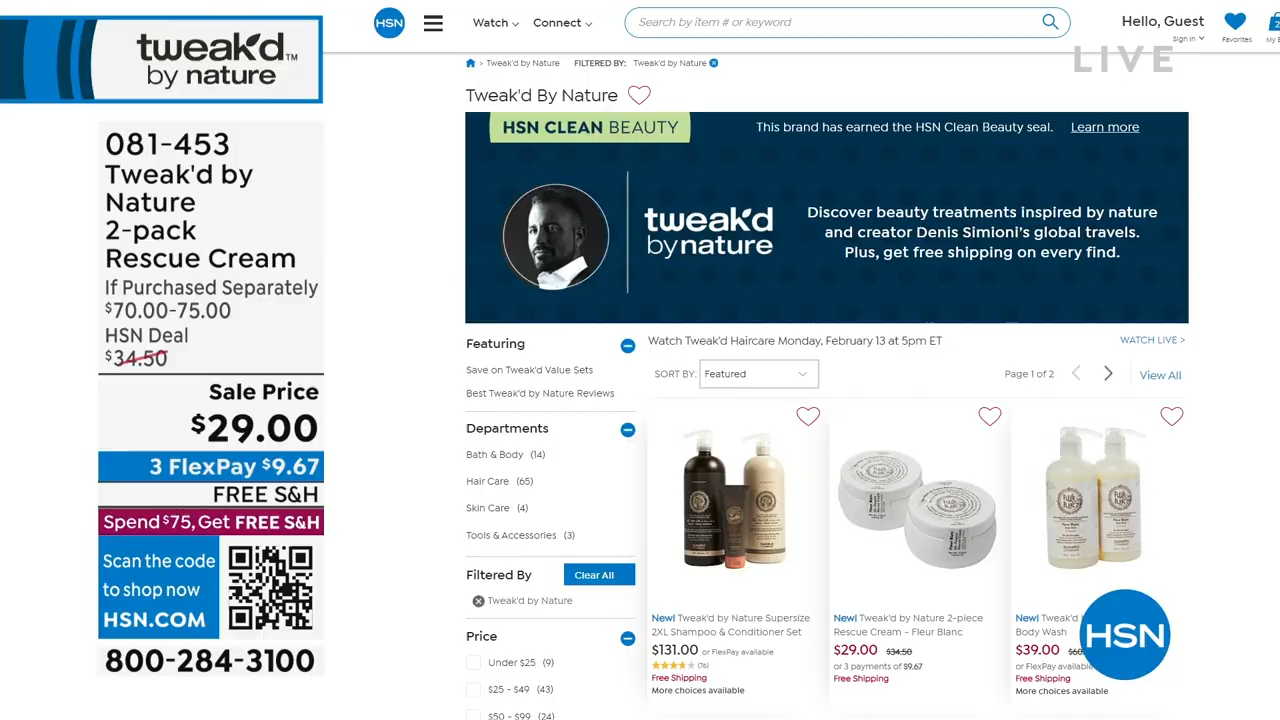 tweak'd™
by nature
081-453
Tweak'd by
Nature
2-pack
Rescue Cream
If Purchased Separately
$70.00-75.00
HSN Deal
$34.50
Sale Price
$29.00
3 FlexPay $9.67
FREE S&H
Spend $75, Get FREE S&H
Scan the code
to shop now
HSN.COM
800-284-3100
HSN
Watch
Connect
Search by item # or keyword
Hello, Guest
Sign in
Favorites
2
LIVE
> Tweak'd by Nature FILTERED BY: Tweak'd by Nature
Tweak'd By Nature
HSN CLEAN BEAUTY
This brand has earned the HSN Clean Beauty seal. Learn more
tweak'd
by nature
Discover beauty treatments inspired by nature
and creator Denis Simioni's global travels.
Plus, get free shipping on every find.
Featuring
Save on Tweak'd Value Sets
Best Tweak'd by Nature Reviews
Departments
Bath & Body (14)
Hair Care (65)
Skin Care (4)
Tools & Accessories (3)
Filtered By
Clear All
Tweak'd by Nature
Price
Under $25 (9)
$25 - $49 (43)
$50 - $99 (24)
Watch Tweak'd Haircare Monday, February 13 at 5pm ET
WATCH LIVE >
SORT BY: Featured
Page 1 of 2
View All
New! Tweak'd by Nature Supersize
2XL Shampoo & Conditioner Set
$131.00 or FlexPay available
(76)
Free Shipping
More choices available
New! Tweak'd by Nature 2-piece
Rescue Cream - Fleur Blanc
$29.00 $34.50
or 3 payments of $9.67
Free Shipping
New! Tweak'd
Body Wash
$39.00
or FlexPay available
Free Shipping
More choices available
HSN